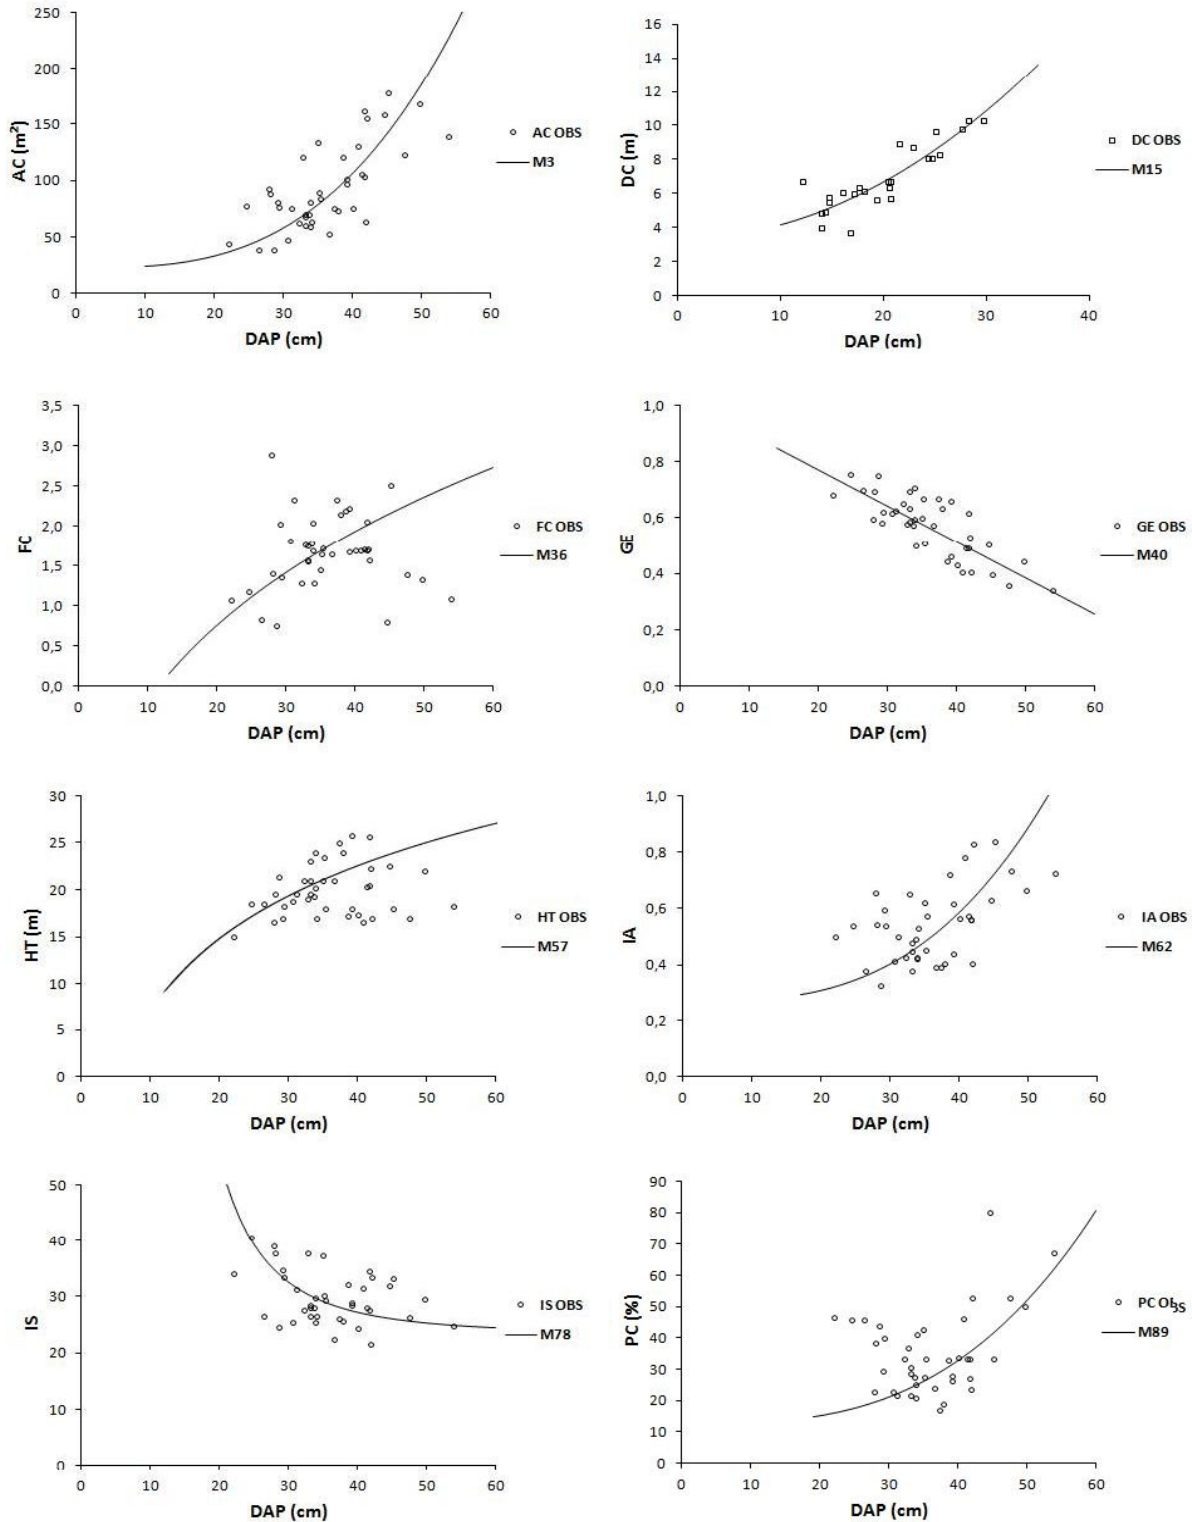 250
200
150
100
50
0
AC (m²)
0 10 20 30 40 50 60
DAP (cm)
AC OBS
M3
16
14
12
10
8
6
4
2
0
DC (m)
0 10 20 30 40
DAP (cm)
DC OBS
M15
3,5
3,0
2,5
2,0
1,5
1,0
0,5
0,0
FC
0 10 20 30 40 50 60
DAP (cm)
FC OBS
M36
1,0
0,8
0,6
0,4
0,2
0,0
GE
0 10 20 30 40 50 60
DAP (cm)
GE OBS
M40
30
25
20
15
10
5
0
HT (m)
0 10 20 30 40 50 60
DAP (cm)
HT OBS
M57
1,0
0,8
0,6
0,4
0,2
0,0
IA
0 10 20 30 40 50 60
DAP (cm)
IA OBS
M62
50
40
30
20
10
0
IS
0 10 20 30 40 50 60
DAP (cm)
IS OBS
M78
90
80
70
60
50
40
30
20
10
0
PC (%)
0 10 20 30 40 50 60
DAP (cm)
PC OBS
M89